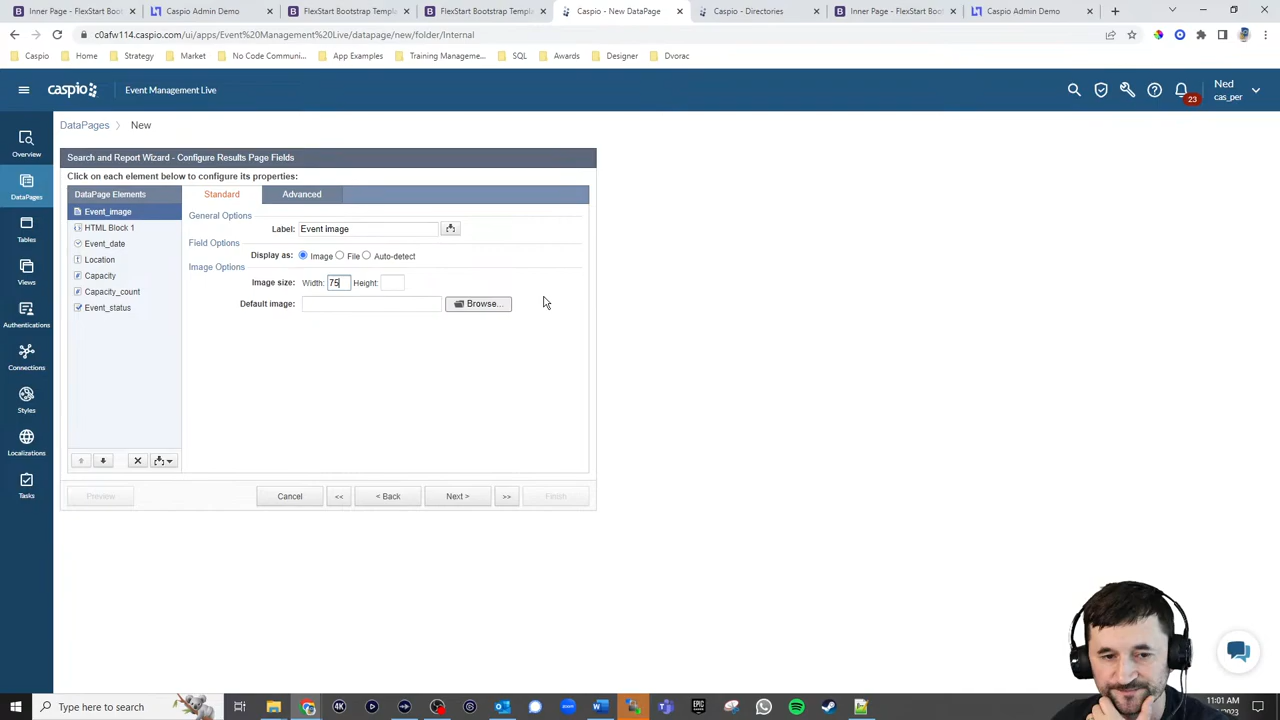 Inner Page - FlexStart Bootst
Caspio Admin Demo
FlexStart Bootstrap Templ
FlexStart Bootstrap Templ
Caspio - New DataPage
Caspio - Directories
Inner Page - FlexStart Boots
Caspio Admin Demo
c0afw114.caspio.com/ui/apps/Event%20Management%20Live/datapage/new/folder/Internal
Caspio Home Strategy Market No Code Communi... App Examples Training Manageme... SQL Awards Designer Dvorac
caspio Event Management Live
23
Ned
cas_per
DataPages > New
Overview
DataPages
Tables
Views
Authentications
Connections
Styles
Localizations
Tasks
Search and Report Wizard - Configure Results Page Fields
Click on each element below to configure its properties:
DataPage Elements Standard Advanced
Event_image
HTML Block 1
Event_date
Location
Capacity
Capacity_count
Event_status
General Options
Label: Event image
Field Options
Display as: Image File Auto-detect
Image Options
Image size: Width: 75 Height:
Default image: Browse...
Preview Cancel << < Back Next > >> Finish
Type here to search
4K
EPIC
11:01 AM